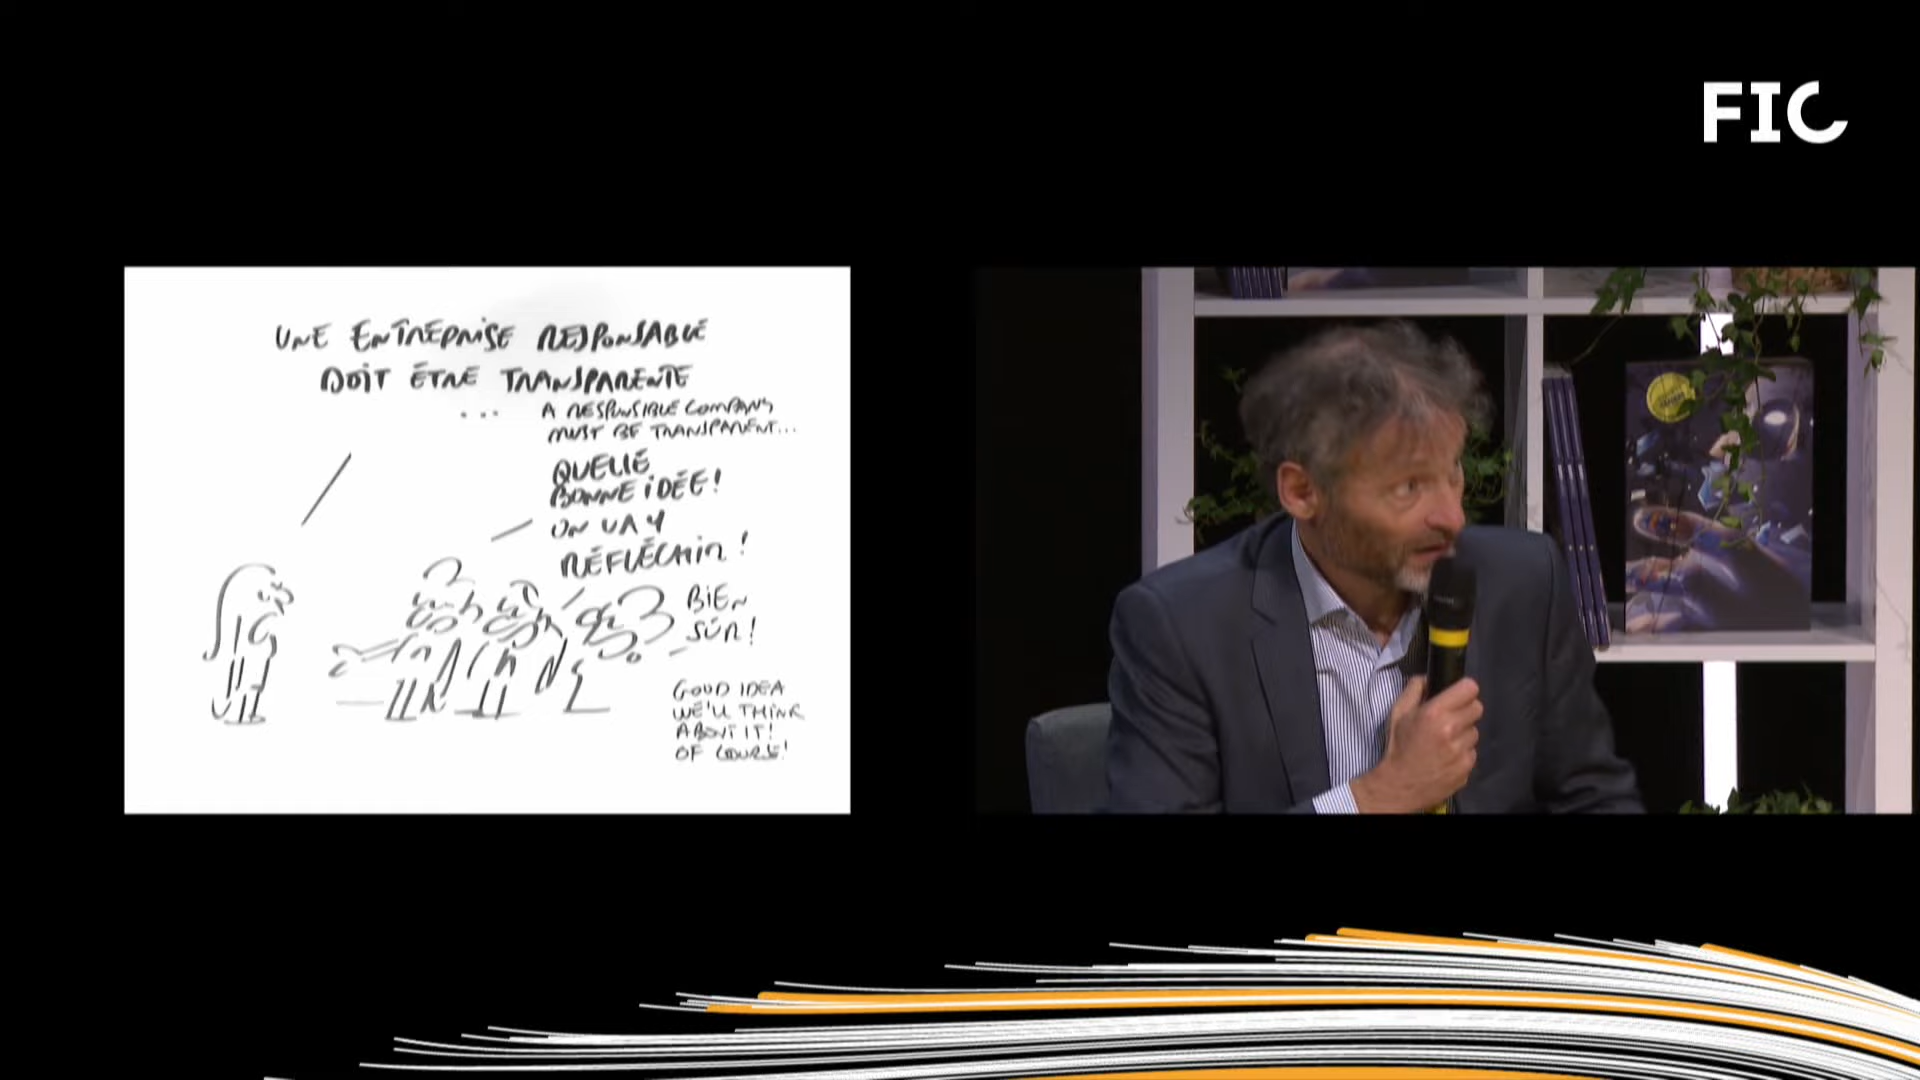 FIC
UNE ENTREPRISE RESPONSABLE
DOIT ÊTRE TRANSPARENTE
...
A RESPONSIBLE COMPANY
MUST BE TRANSPARENT...
QUELLE
BONNE IDÉE!
ON VA Y
RÉFLÉCHIR!
BIEN
SÛR!
GOOD IDEA
WE'LL THINK
ABOUT IT!
OF COURSE!